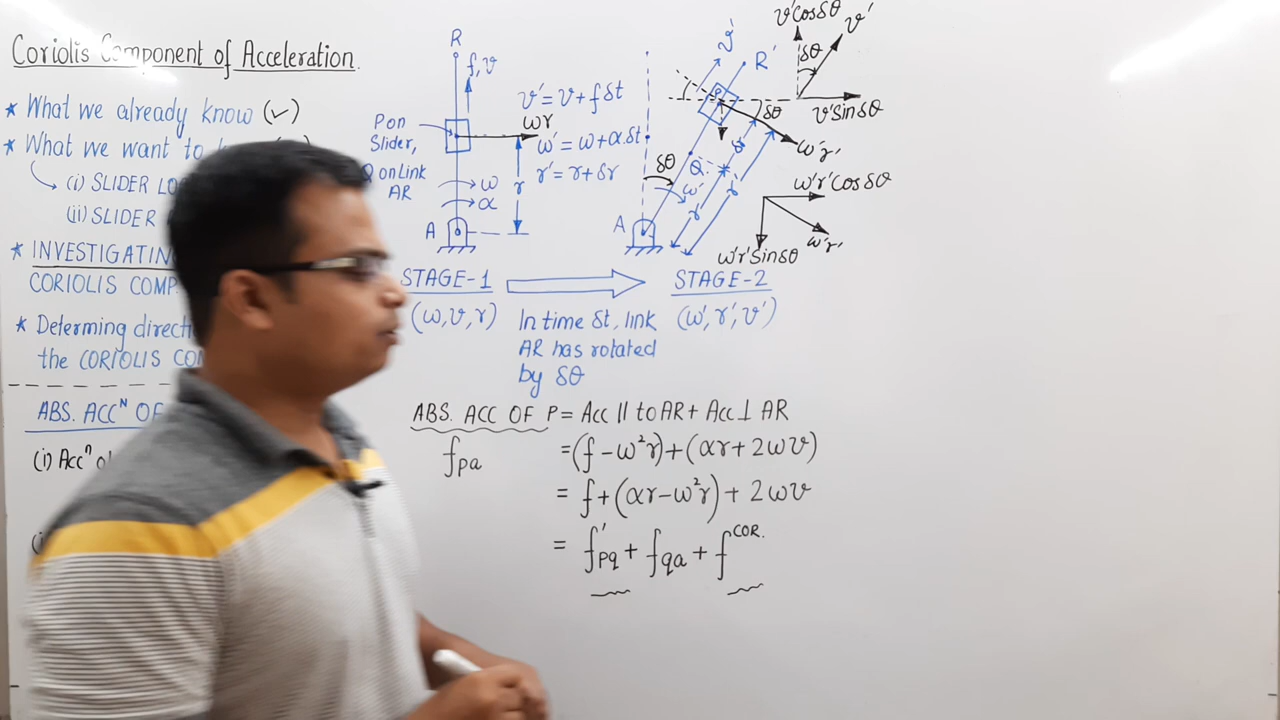 Coriolis Component of Acceleration
* What we already know (✓)
* What we want to
(i) SLIDER
(ii) SLIDER
* INVESTIGATIN
CORIOLIS COMP
* Determing direct
the CORIOLIS CO
ABS. ACCᴺ OF
(i) Accⁿ
R
f, v
P on
Slider,
Q on Link
AR
ωr
ω
α
r
A
v' = v + fδt
ω' = ω + α.δt
r' = r + δr
STAGE-1
(ω, v, r)
In time δt, link
AR has rotated
by δθ
v'
R'
P
δθ
ω'r'
Q
δr
δθ
ω'
r
r'
A
STAGE-2
(ω', r', v')
v'cosδθ
v'
δθ
v'sinδθ
ω'r'cosδθ
ω'r'
ω'r'sinδθ
ABS. ACC OF P = Acc || to AR + Acc ⊥ AR
fpa = (f - ω²r) + (αr + 2ωv)
= f + (αr - ω²r) + 2ωv
= f'pq + fqa + f^COR.